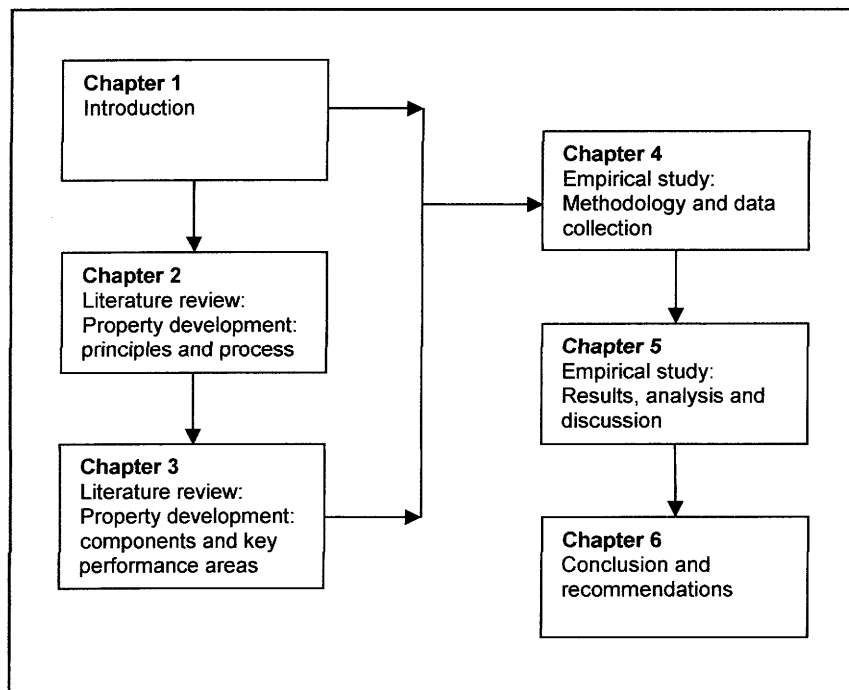 Chapter 1
Introduction
Chapter 2
Literature review:
Property development:
principles and process
Chapter 3
Literature review:
Property development:
components and key
performance areas
Chapter 4
Empirical study:
Methodology and data
collection
Chapter 5
Empirical study:
Results, analysis and
discussion
Chapter 6
Conclusion and
recommendations